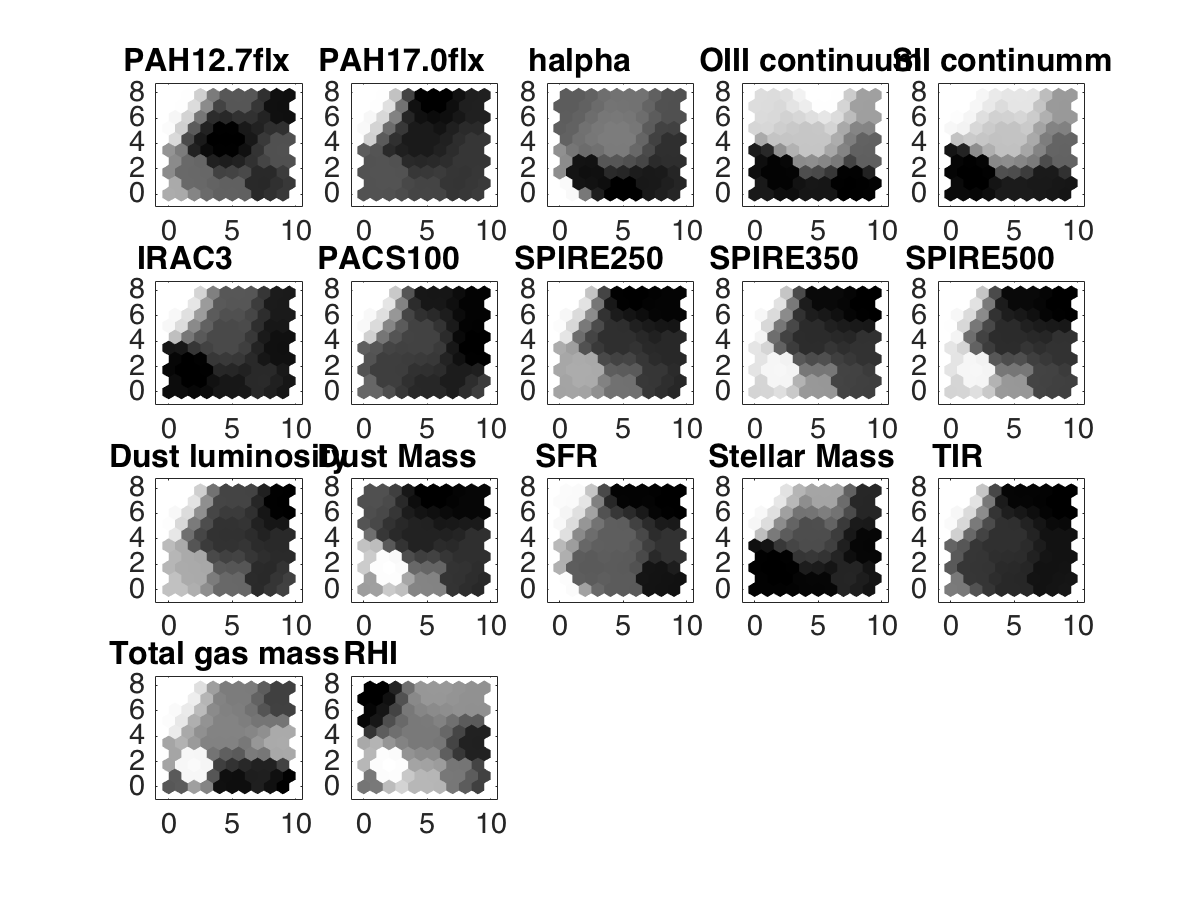 PAH12.7flx PAH17.0flx halpha OIII continuum SII continumm
8 8 8 8 8
6 6 6 6 6
4 4 4 4 4
2 2 2 2 2
0 0 0 0 0
0 5 10 0 5 10 0 5 10 0 5 10 0 5 10
IRAC3 PACS100 SPIRE250 SPIRE350 SPIRE500
8 8 8 8 8
6 6 6 6 6
4 4 4 4 4
2 2 2 2 2
0 0 0 0 0
0 5 10 0 5 10 0 5 10 0 5 10 0 5 10
Dust luminosity Dust Mass SFR Stellar Mass TIR
8 8 8 8 8
6 6 6 6 6
4 4 4 4 4
2 2 2 2 2
0 0 0 0 0
0 5 10 0 5 10 0 5 10 0 5 10 0 5 10
Total gas mass RHI
8 8
6 6
4 4
2 2
0 0
0 5 10 0 5 10